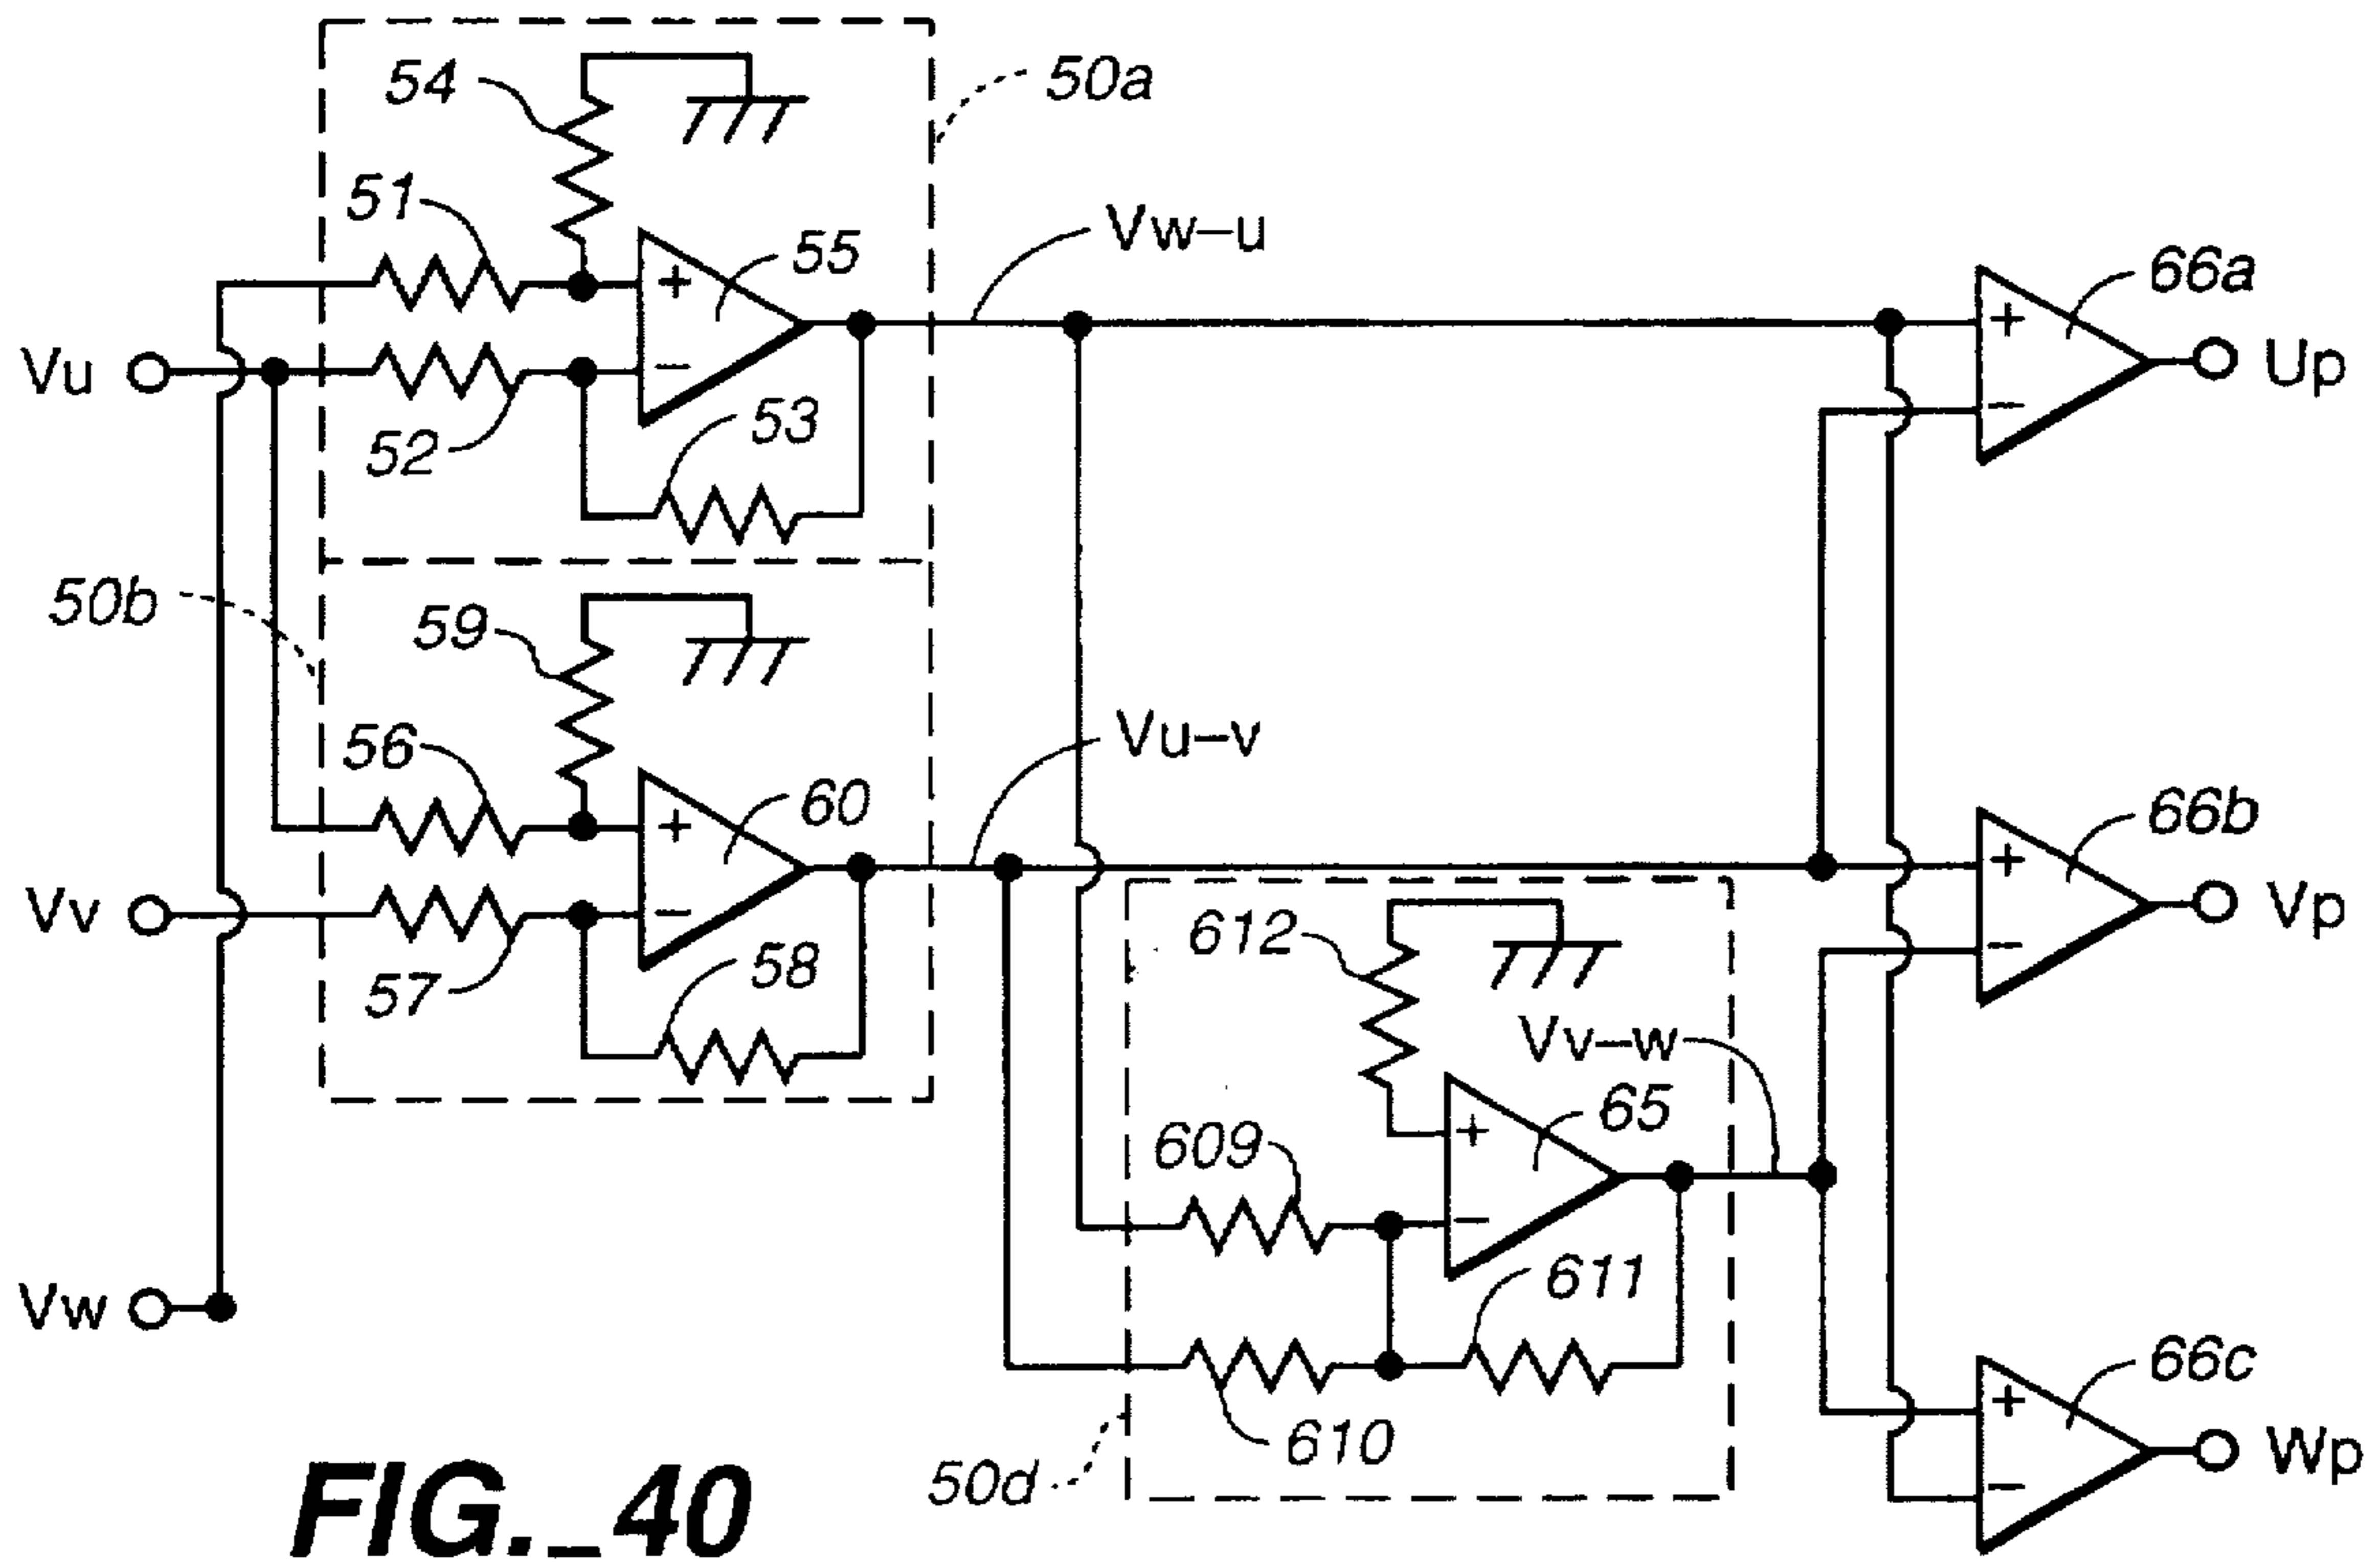 54
50a
51
55
Vw–u
66a
+
+
Vu
–
–
Up
52
53
50b
59
56
Vu–v
60
66b
+
+
Vv
–
–
Vp
57
58
612
Vv–w
65
609
+
–
611
Vw
66c
+
–
Wp
610
50d
FIG._40